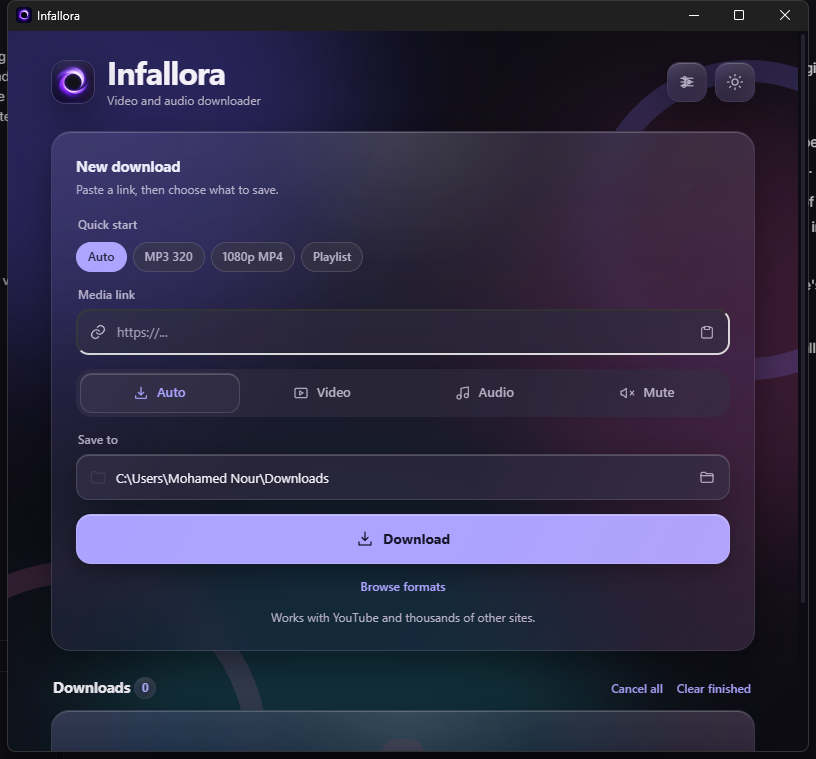 Infallora
Infallora
Video and audio downloader
New download
Paste a link, then choose what to save.
Quick start
Auto MP3 320 1080p MP4 Playlist
Media link
https://...
Auto Video Audio Mute
Save to
C:\Users\Mohamed Nour\Downloads
Download
Browse formats
Works with YouTube and thousands of other sites.
Downloads 0 Cancel all Clear finished